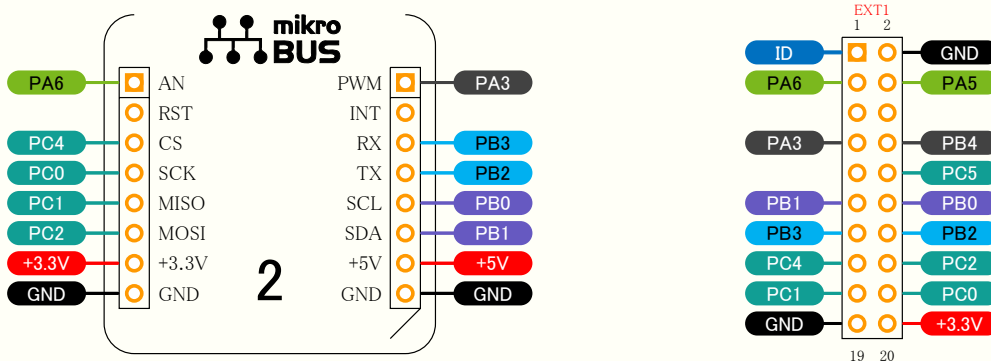 mikro
BUS
PA6 AN PWM PA3
RST INT
PC4 CS RX PB3
PC0 SCK TX PB2
PC1 MISO SCL PB0
PC2 MOSI SDA PB1
+3.3V +3.3V +5V +5V
GND GND GND GND
2
EXT1
1 2
ID GND
PA6 PA5
PA3 PB4
PC5
PB1 PB0
PB3 PB2
PC4 PC2
PC1 PC0
GND +3.3V
19 20